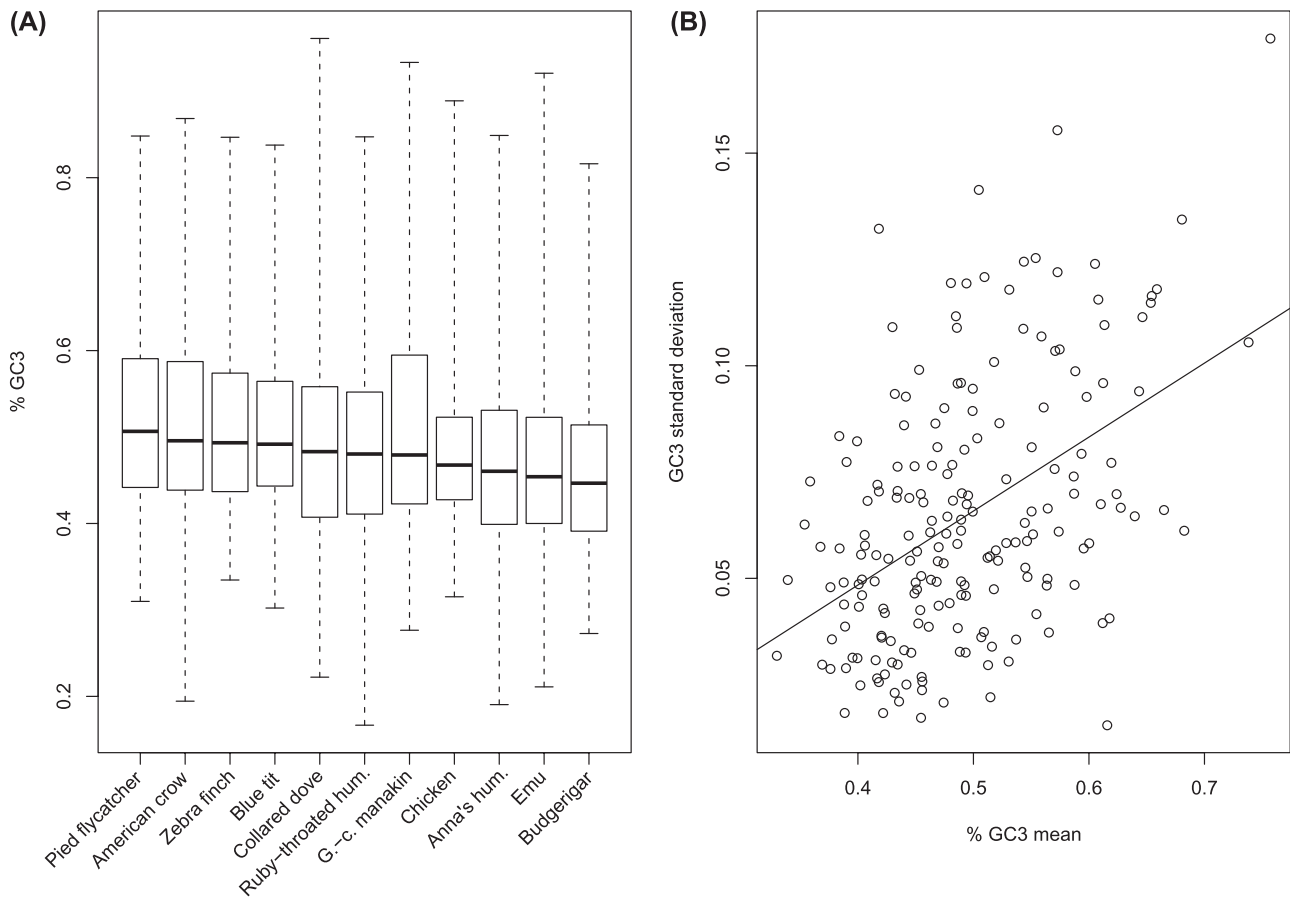 (A)
% GC3
0.8
0.6
0.4
0.2
Pied flycatcher
American crow
Zebra finch
Blue tit
Collared dove
Ruby−throated hum.
G.−c. manakin
Chicken
Anna's hum.
Emu
Budgerigar
(B)
GC3 standard deviation
0.15
0.10
0.05
0.4 0.5 0.6 0.7
% GC3 mean